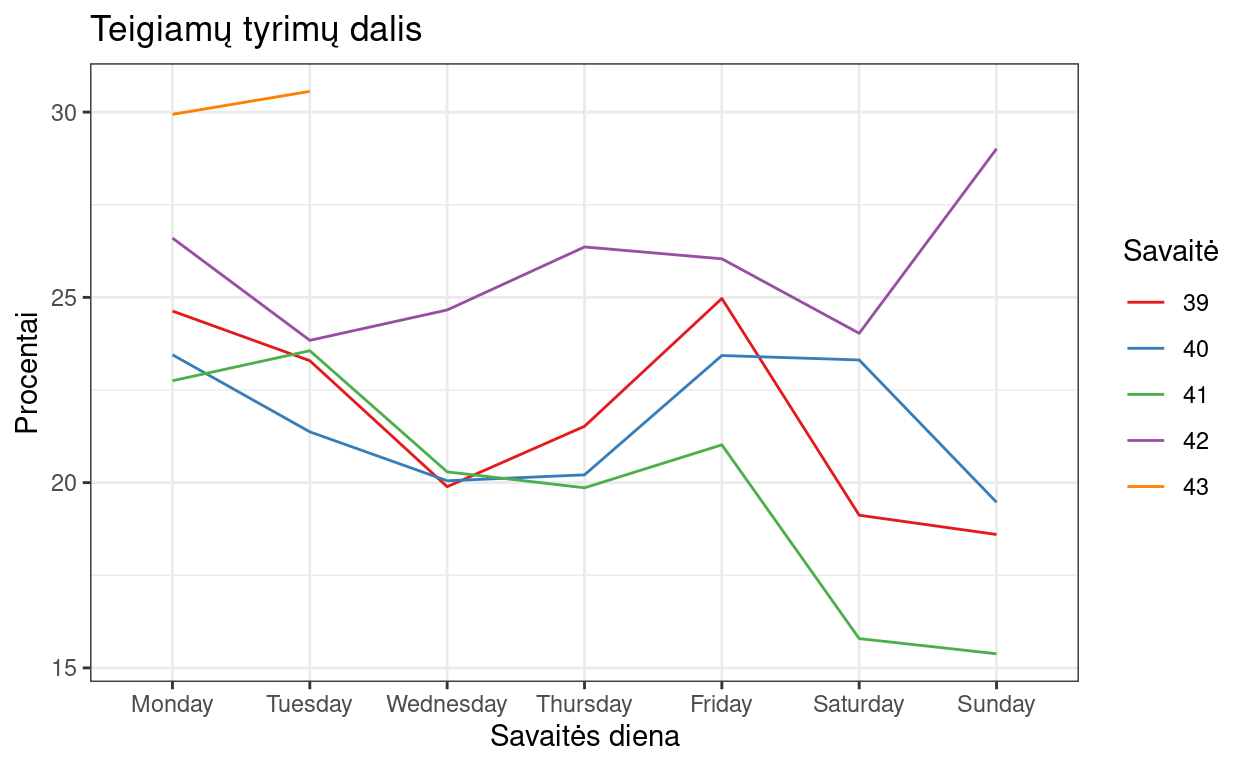 Teigiamų tyrimų dalis
Procentai
30
25
20
15
Monday Tuesday Wednesday Thursday Friday Saturday Sunday
Savaitės diena
Savaitė
39
40
41
42
43